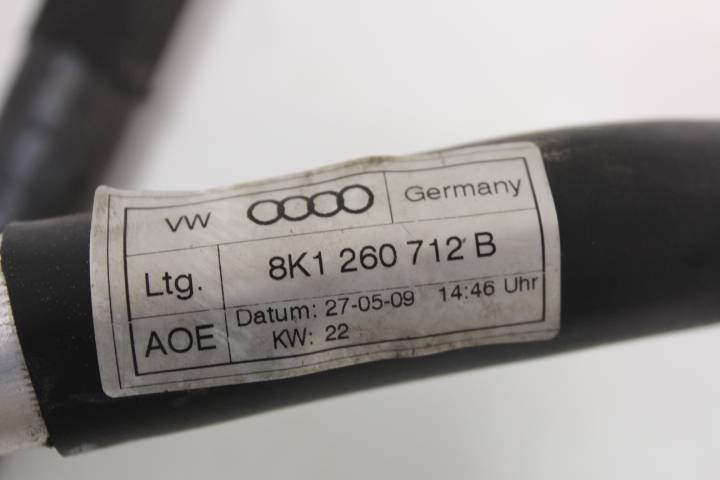 VW Germany
Ltg. 8K1 260 712 B
AOE Datum: 27-05-09 14:46 Uhr
KW: 22